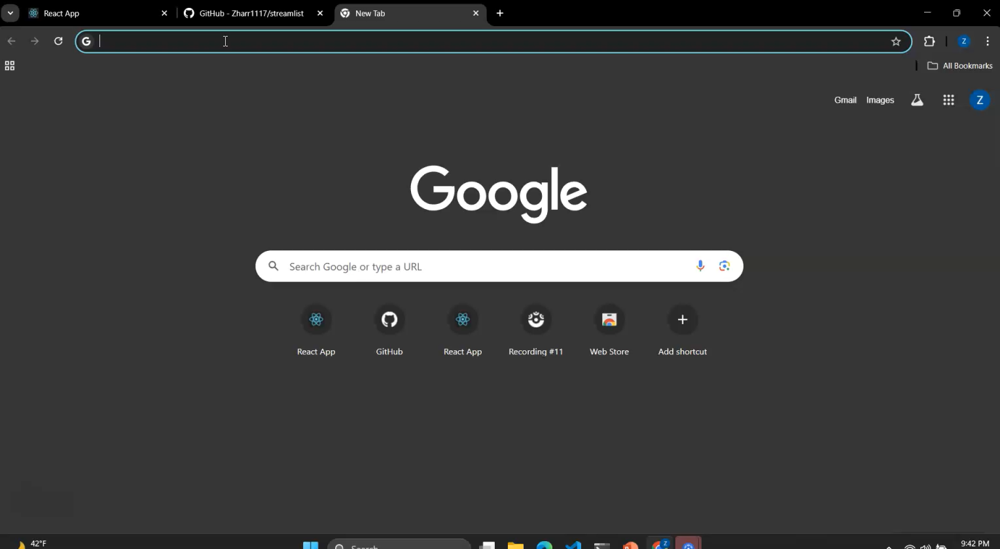 React App
GitHub - Zharr1117/streamlist
New Tab
G
Z
All Bookmarks
Gmail
Images
Z
Google
Search Google or type a URL
React App
GitHub
React App
Recording #11
Web Store
Add shortcut
42°F
Search
Z
9:42 PM